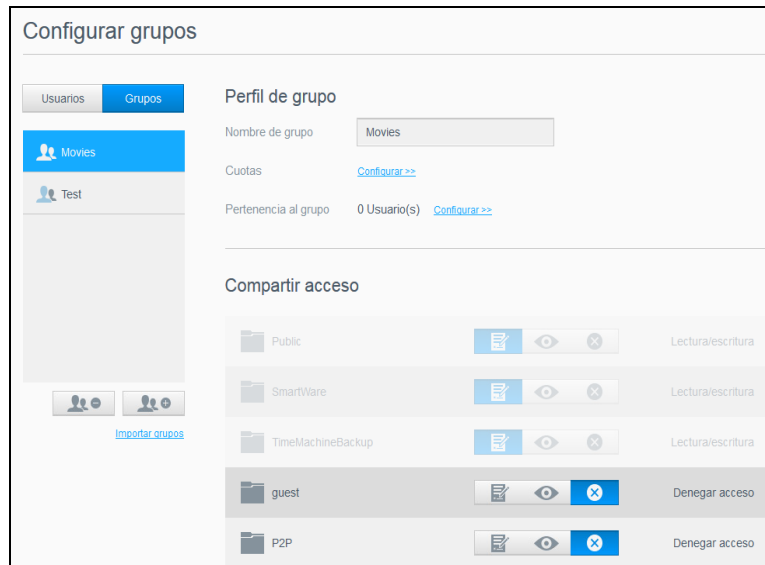 Configurar grupos
Usuarios
Grupos
Movies
Test
Importar grupos
Perfil de grupo
Nombre de grupo
Movies
Cuotas
Configurar >>
Pertenencia al grupo
0 Usuario(s)
Configurar >>
Compartir acceso
Public
Lectura/escritura
SmartWare
Lectura/escritura
TimeMachineBackup
Lectura/escritura
guest
Denegar acceso
P2P
Denegar acceso